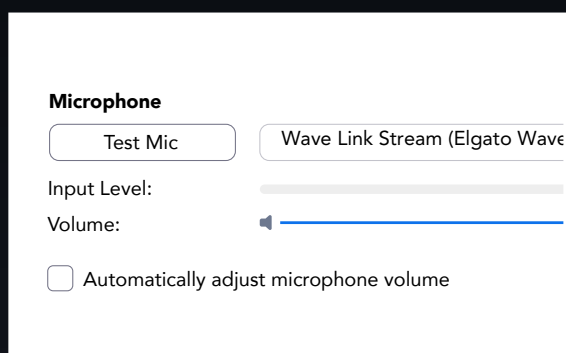 Microphone
Test Mic
Wave Link Stream (Elgato Wave
Input Level:
Volume:
Automatically adjust microphone volume